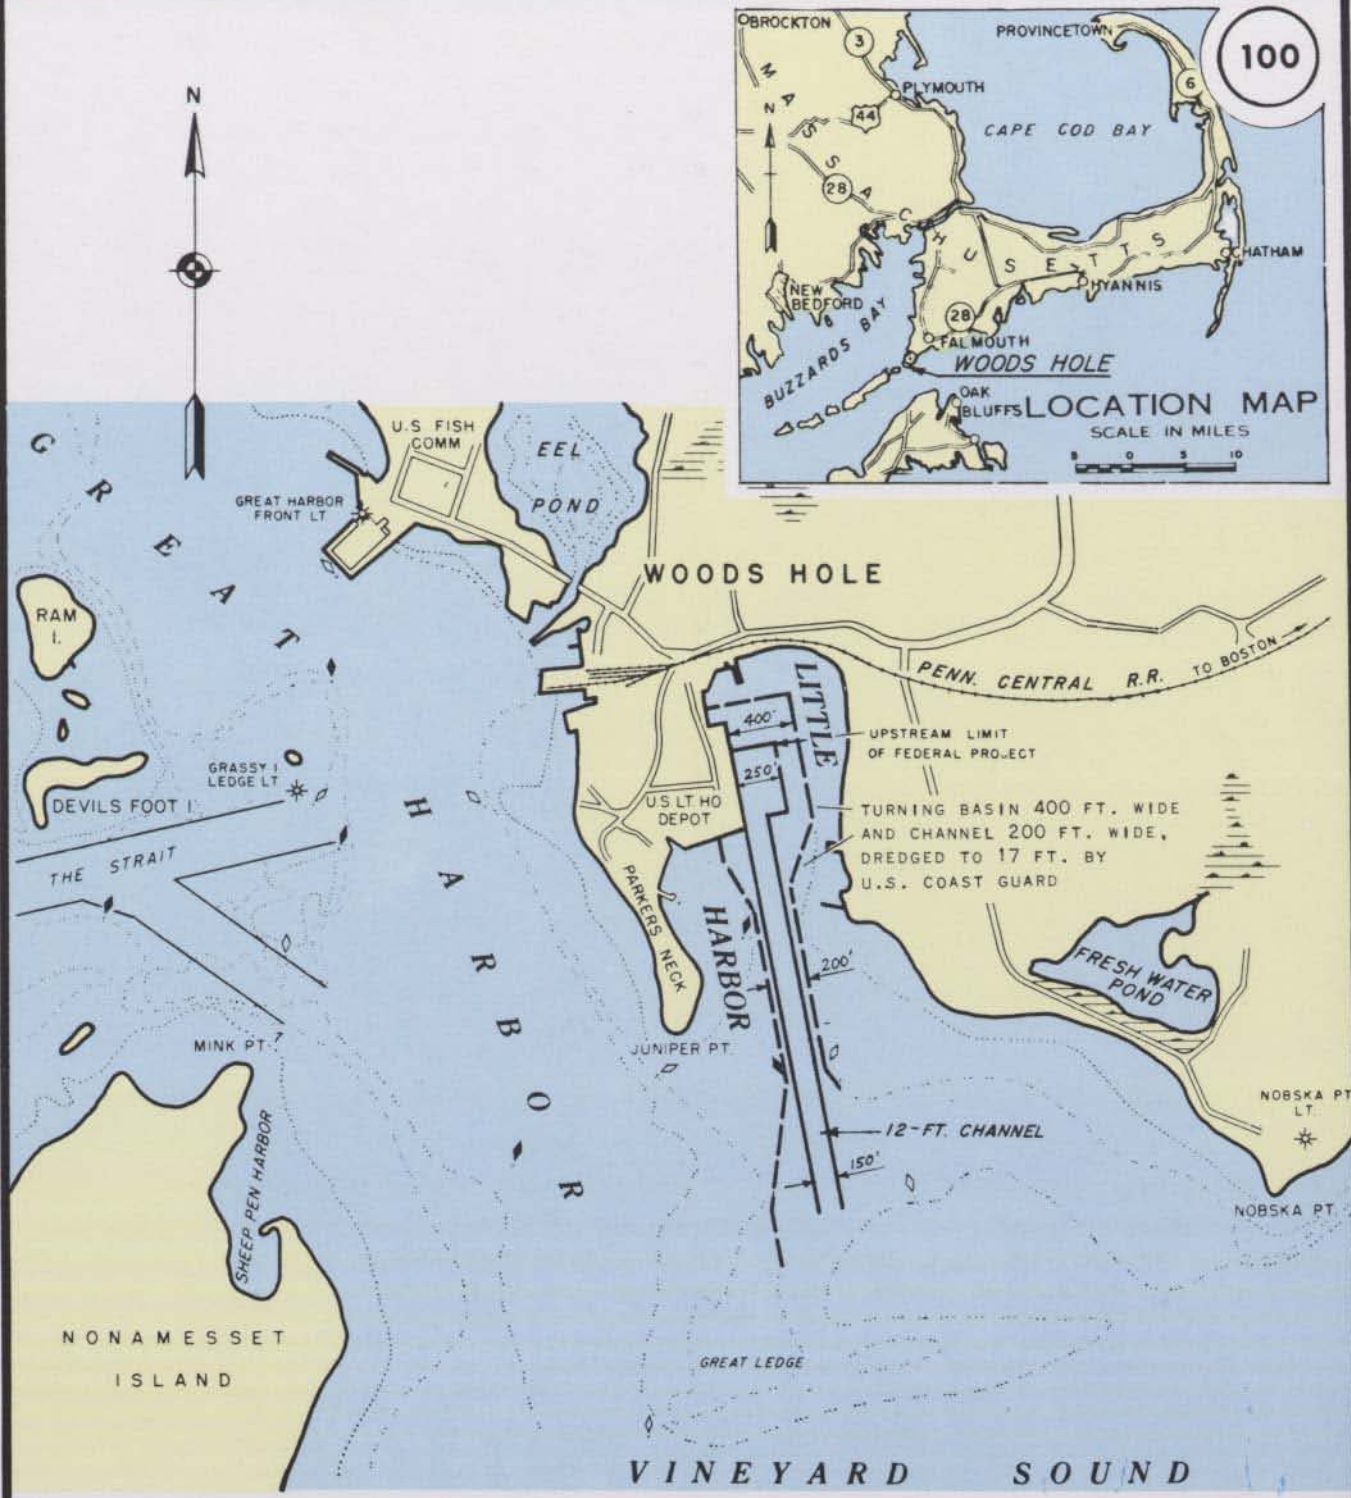 BROCKTON
3
PROVINCETOWN
6
100
PLYMOUTH
N
MASSACHUSETTS
44
CAPE COD BAY
28
CHATHAM
NEW
BEDFORD
HYANNIS
28
BUZZARDS BAY
FALMOUTH
WOODS HOLE
OAK
BLUFFS
LOCATION MAP
SCALE IN MILES
5 0 5 10
N
GREAT HARBOR
U.S FISH
COMM
EEL
POND
GREAT HARBOR
FRONT LT
WOODS HOLE
RAM
I.
PENN. CENTRAL R.R.
TO BOSTON
LITTLE HARBOR
400'
UPSTREAM LIMIT
OF FEDERAL PROJECT
250'
GRASSY I
LEDGE LT
DEVILS FOOT I
U.S LT HO
DEPOT
TURNING BASIN 400 FT. WIDE
AND CHANNEL 200 FT. WIDE,
DREDGED TO 17 FT. BY
U.S. COAST GUARD
THE STRAIT
PARKERS NECK
200'
FRESH WATER
POND
MINK PT.
JUNIPER PT.
NOBSKA PT
LT.
12-FT. CHANNEL
150'
SHEEP PEN HARBOR
NOBSKA PT.
NONAMESSET
ISLAND
GREAT LEDGE
VINEYARD SOUND